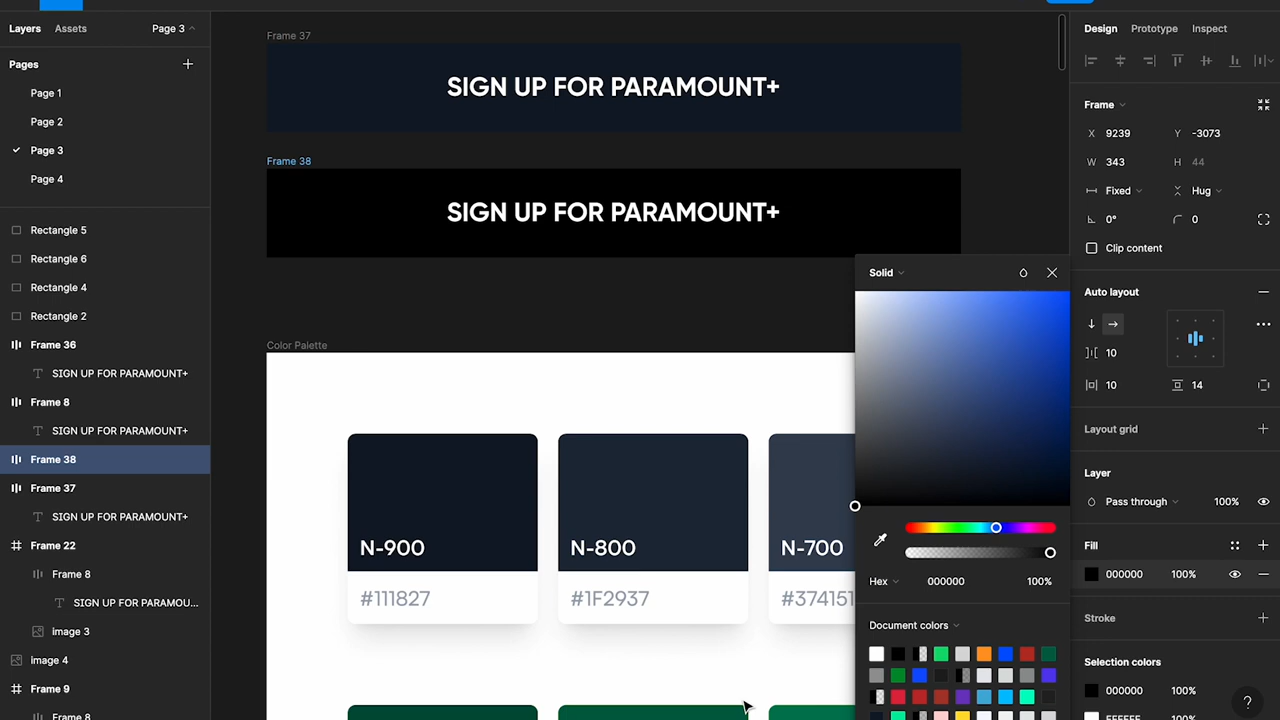 Layers Assets Page 3
Pages
Page 1
Page 2
Page 3
Page 4
Rectangle 5
Rectangle 6
Rectangle 4
Rectangle 2
Frame 36
SIGN UP FOR PARAMOUNT+
Frame 8
SIGN UP FOR PARAMOUNT+
Frame 38
Frame 37
SIGN UP FOR PARAMOUNT+
Frame 22
Frame 8
SIGN UP FOR PARAMOU...
image 3
Image 4
Frame 9
Frame 8
Frame 37
SIGN UP FOR PARAMOUNT+
Frame 38
SIGN UP FOR PARAMOUNT+
Color Palette
N-900
#111827
N-800
#1F2937
N-700
#374151
Solid
Hex 000000 100%
Document colors
Design Prototype Inspect
Frame
X 9239 Y -3073
W 343 H 44
Fixed Hug
0° 0
Clip content
Auto layout
10
10 14
Layout grid
Layer
Pass through 100%
Fill
000000 100%
Stroke
Selection colors
000000 100%
FFFFFF 100%
?